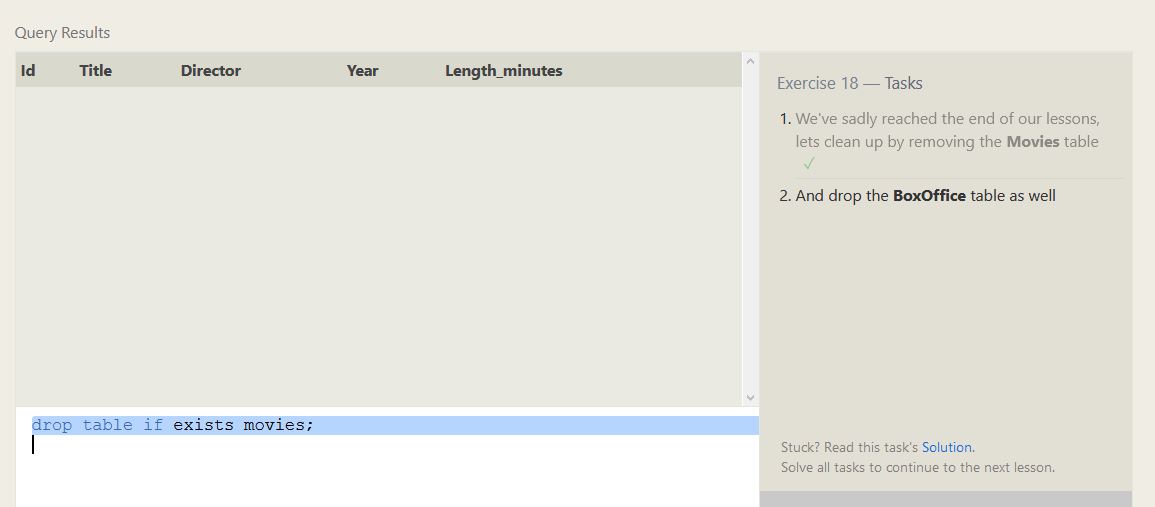 Query Results
Id Title Director Year Length_minutes
drop table if exists movies;
Exercise 18 — Tasks
1. We've sadly reached the end of our lessons,
lets clean up by removing the Movies table
✓
2. And drop the BoxOffice table as well
Stuck? Read this task's Solution.
Solve all tasks to continue to the next lesson.